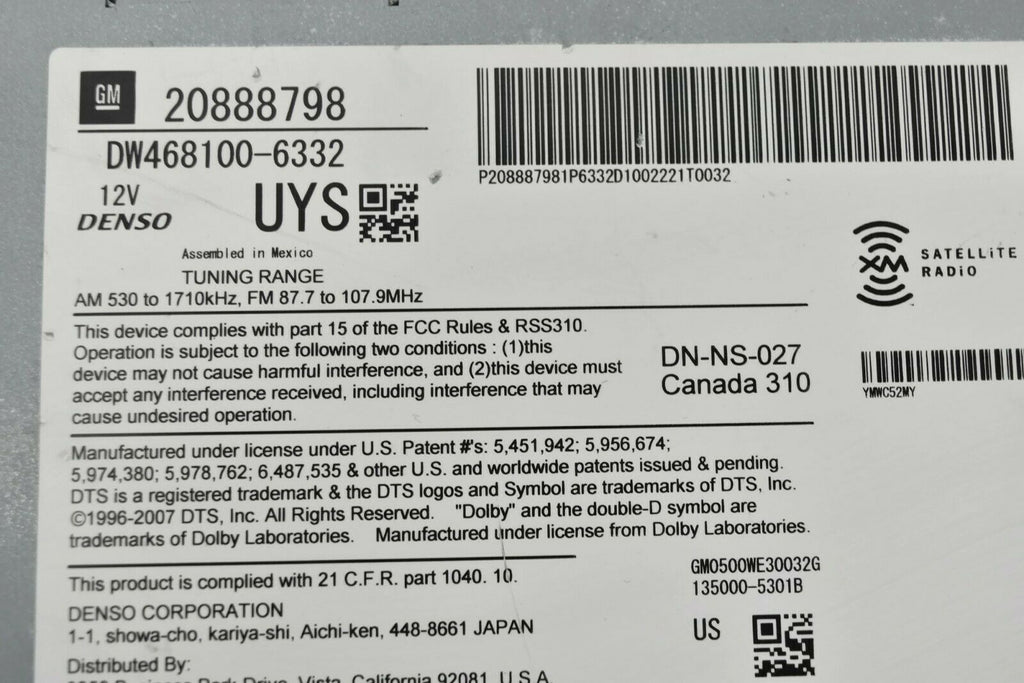 GM
20888798
DW468100-6332
12V
DENSO
UYS
P208887981P6332D1002221T0032
Assembled in Mexico
TUNING RANGE
AM 530 to 1710kHz, FM 87.7 to 107.9MHz
XM SATELLiTE
RADiO
This device complies with part 15 of the FCC Rules & RSS310.
Operation is subject to the following two conditions : (1)this
device may not cause harmful interference, and (2)this device must
accept any interference received, including interference that may
cause undesired operation.
DN-NS-027
Canada 310
YMWC52MY
Manufactured under license under U.S. Patent #'s: 5,451,942; 5,956,674;
5,974,380; 5,978,762; 6,487,535 & other U.S. and worldwide patents issued & pending.
DTS is a registered trademark & the DTS logos and Symbol are trademarks of DTS, Inc.
©1996-2007 DTS, Inc. All Rights Reserved. "Dolby" and the double-D symbol are
trademarks of Dolby Laboratories. Manufactured under license from Dolby Laboratories.
This product is complied with 21 C.F.R. part 1040. 10.
GM0500WE30032G
135000-5301B
DENSO CORPORATION
1-1, showa-cho, kariya-shi, Aichi-ken, 448-8661 JAPAN
US
Distributed By:
Business Park Drive, Vista, California 92081, U.S.A.